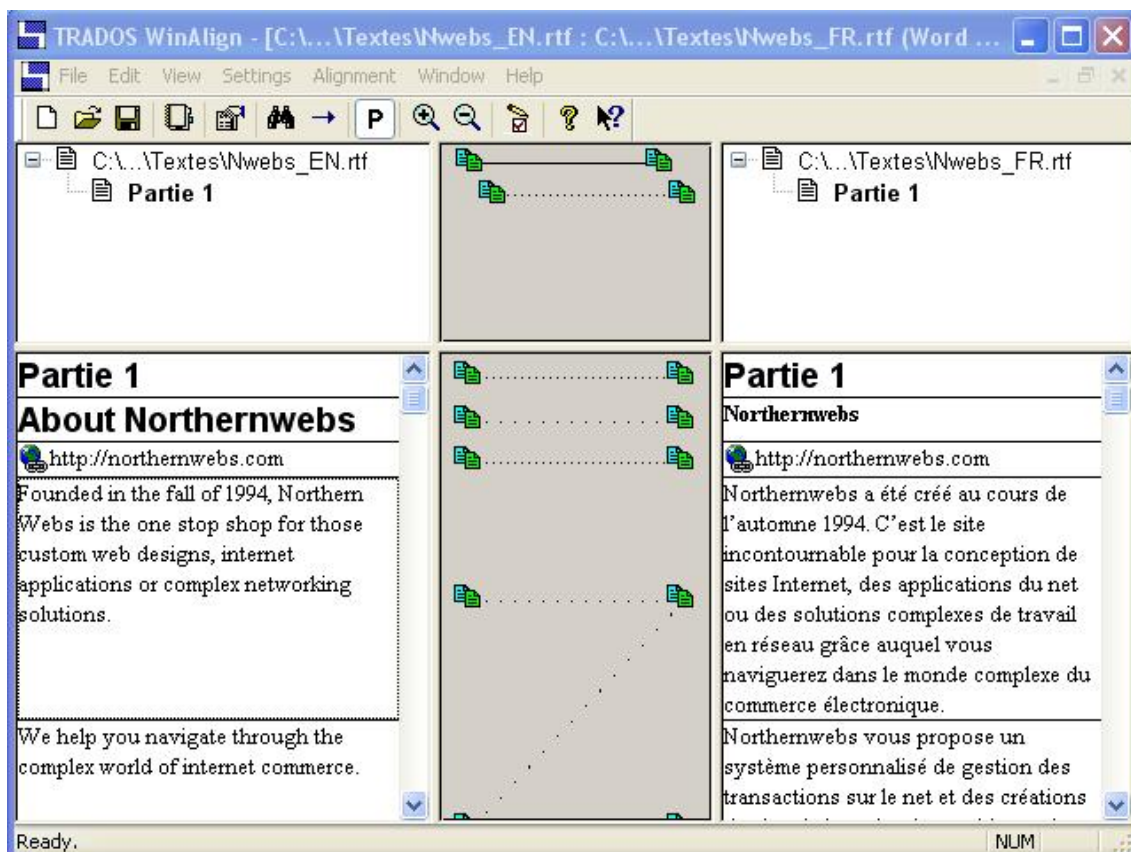 TRADOS WinAlign - [C:\...\Textes\Nwebs_EN.rtf : C:\...\Textes\Nwebs_FR.rtf (Word ...
File Edit View Settings Alignment Window Help
P
C:\...\Textes\Nwebs_EN.rtf
Partie 1
C:\...\Textes\Nwebs_FR.rtf
Partie 1
Partie 1
About Northernwebs
http://northernwebs.com
Founded in the fall of 1994, Northern
Webs is the one stop shop for those
custom web designs, internet
applications or complex networking
solutions.
We help you navigate through the
complex world of internet commerce.
Partie 1
Northernwebs
http://northernwebs.com
Northernwebs a été créé au cours de
l'automne 1994. C'est le site
incontournable pour la conception de
sites Internet, des applications du net
ou des solutions complexes de travail
en réseau grâce auquel vous
naviguerez dans le monde complexe du
commerce électronique.
Northernwebs vous propose un
système personnalisé de gestion des
transactions sur le net et des créations
Ready.
NUM